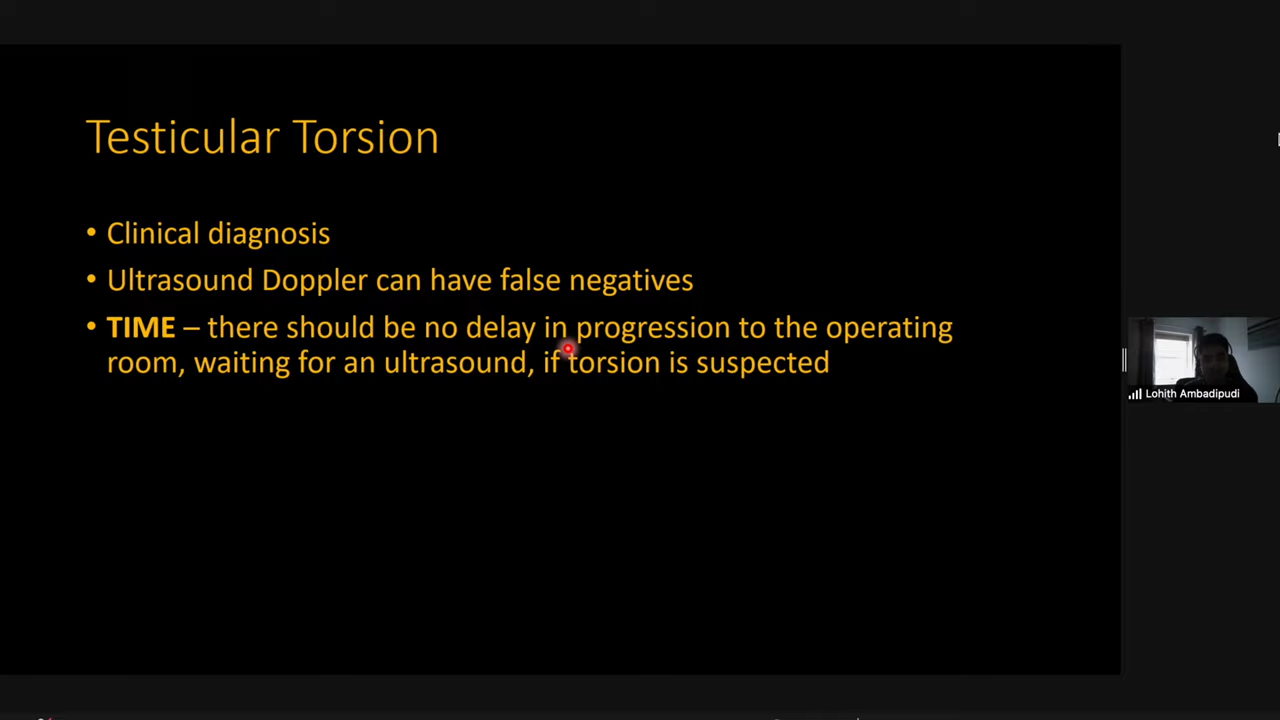 Testicular Torsion
• Clinical diagnosis
• Ultrasound Doppler can have false negatives
• TIME – there should be no delay in progression to the operating
room, waiting for an ultrasound, if torsion is suspected
Lohith Ambadipudi